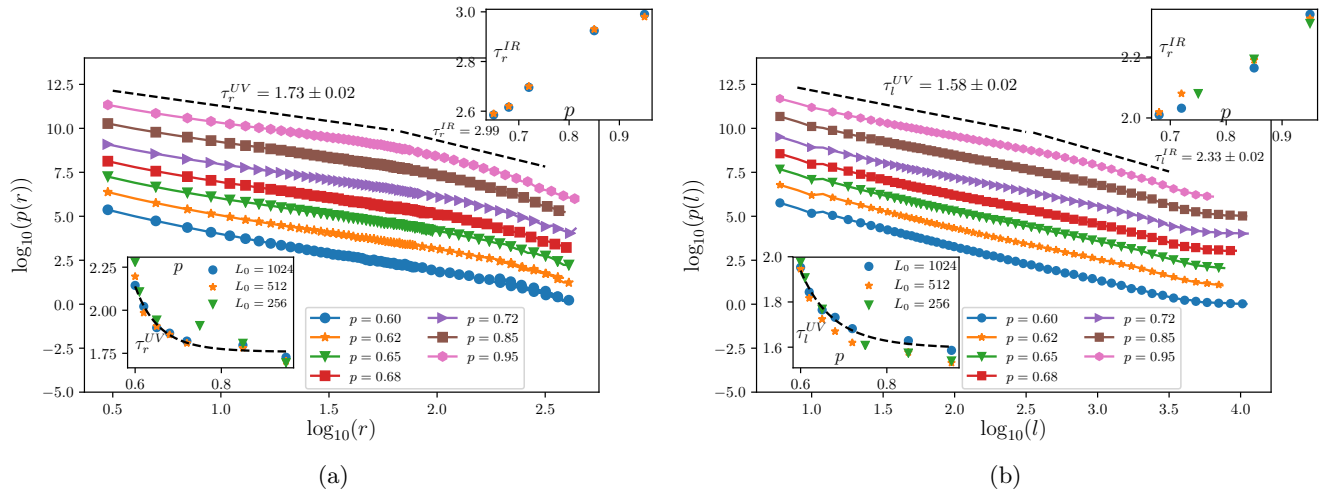 3.0
τ_r^{IR}
2.8
2.6
p
0.7 0.8 0.9
12.5
10.0
7.5
5.0
2.5
0.0
−2.5
−5.0
log₁₀(p(r))
τ_r^{UV} = 1.73 ± 0.02
τ_r^{IR} = 2.99
2.25
2.00
1.75
p
L₀ = 1024
L₀ = 512
L₀ = 256
τ_r^{UV}
0.6 0.8
p = 0.60
p = 0.62
p = 0.65
p = 0.68
p = 0.72
p = 0.85
p = 0.95
0.5 1.0 1.5 2.0 2.5
log₁₀(r)
(a)
τ_r^{IR}
2.2
2.0
p
0.7 0.8 0.9
12.5
10.0
7.5
5.0
2.5
0.0
−2.5
−5.0
log₁₀(p(l))
τ_l^{UV} = 1.58 ± 0.02
τ_l^{IR} = 2.33 ± 0.02
2.0
1.8
1.6
L₀ = 1024
L₀ = 512
L₀ = 256
τ_l^{UV}
p
0.6 0.8
p = 0.60
p = 0.62
p = 0.65
p = 0.68
p = 0.72
p = 0.85
p = 0.95
1.0 1.5 2.0 2.5 3.0 3.5 4.0
log₁₀(l)
(b)